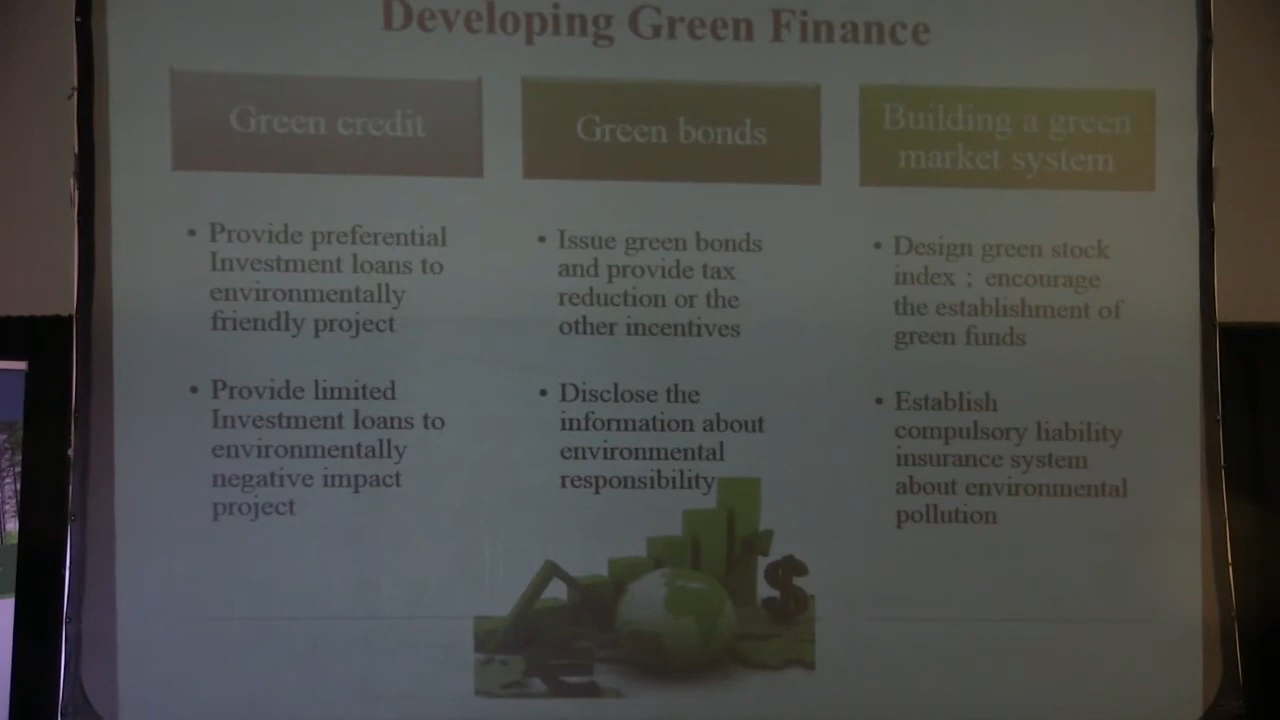 Developing Green Finance
Green credit
• Provide preferential
Investment loans to
environmentally
friendly project
• Provide limited
Investment loans to
environmentally
negative impact
project
Green bonds
• Issue green bonds
and provide tax
reduction or the
other incentives
• Disclose the
information about
environmental
responsibility
Building a green
market system
• Design green stock
index；encourage
the establishment of
green funds
• Establish
compulsory liability
insurance system
about environmental
pollution
$